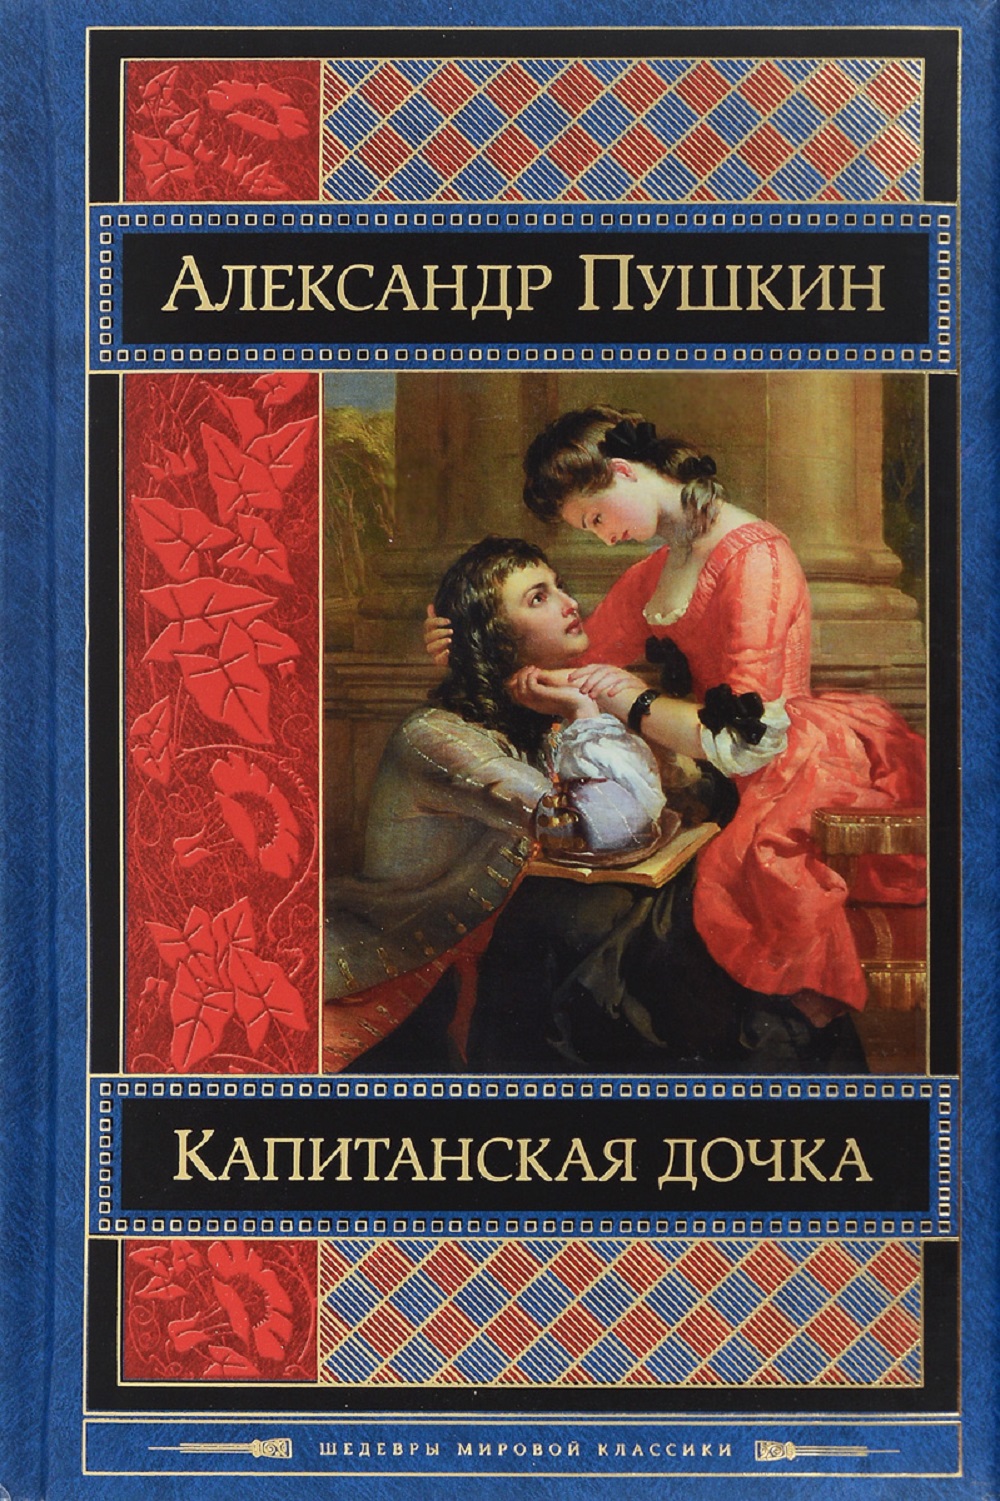 Александр Пушкин
Капитанская дочка
ШЕДЕВРЫ МИРОВОЙ КЛАССИКИ